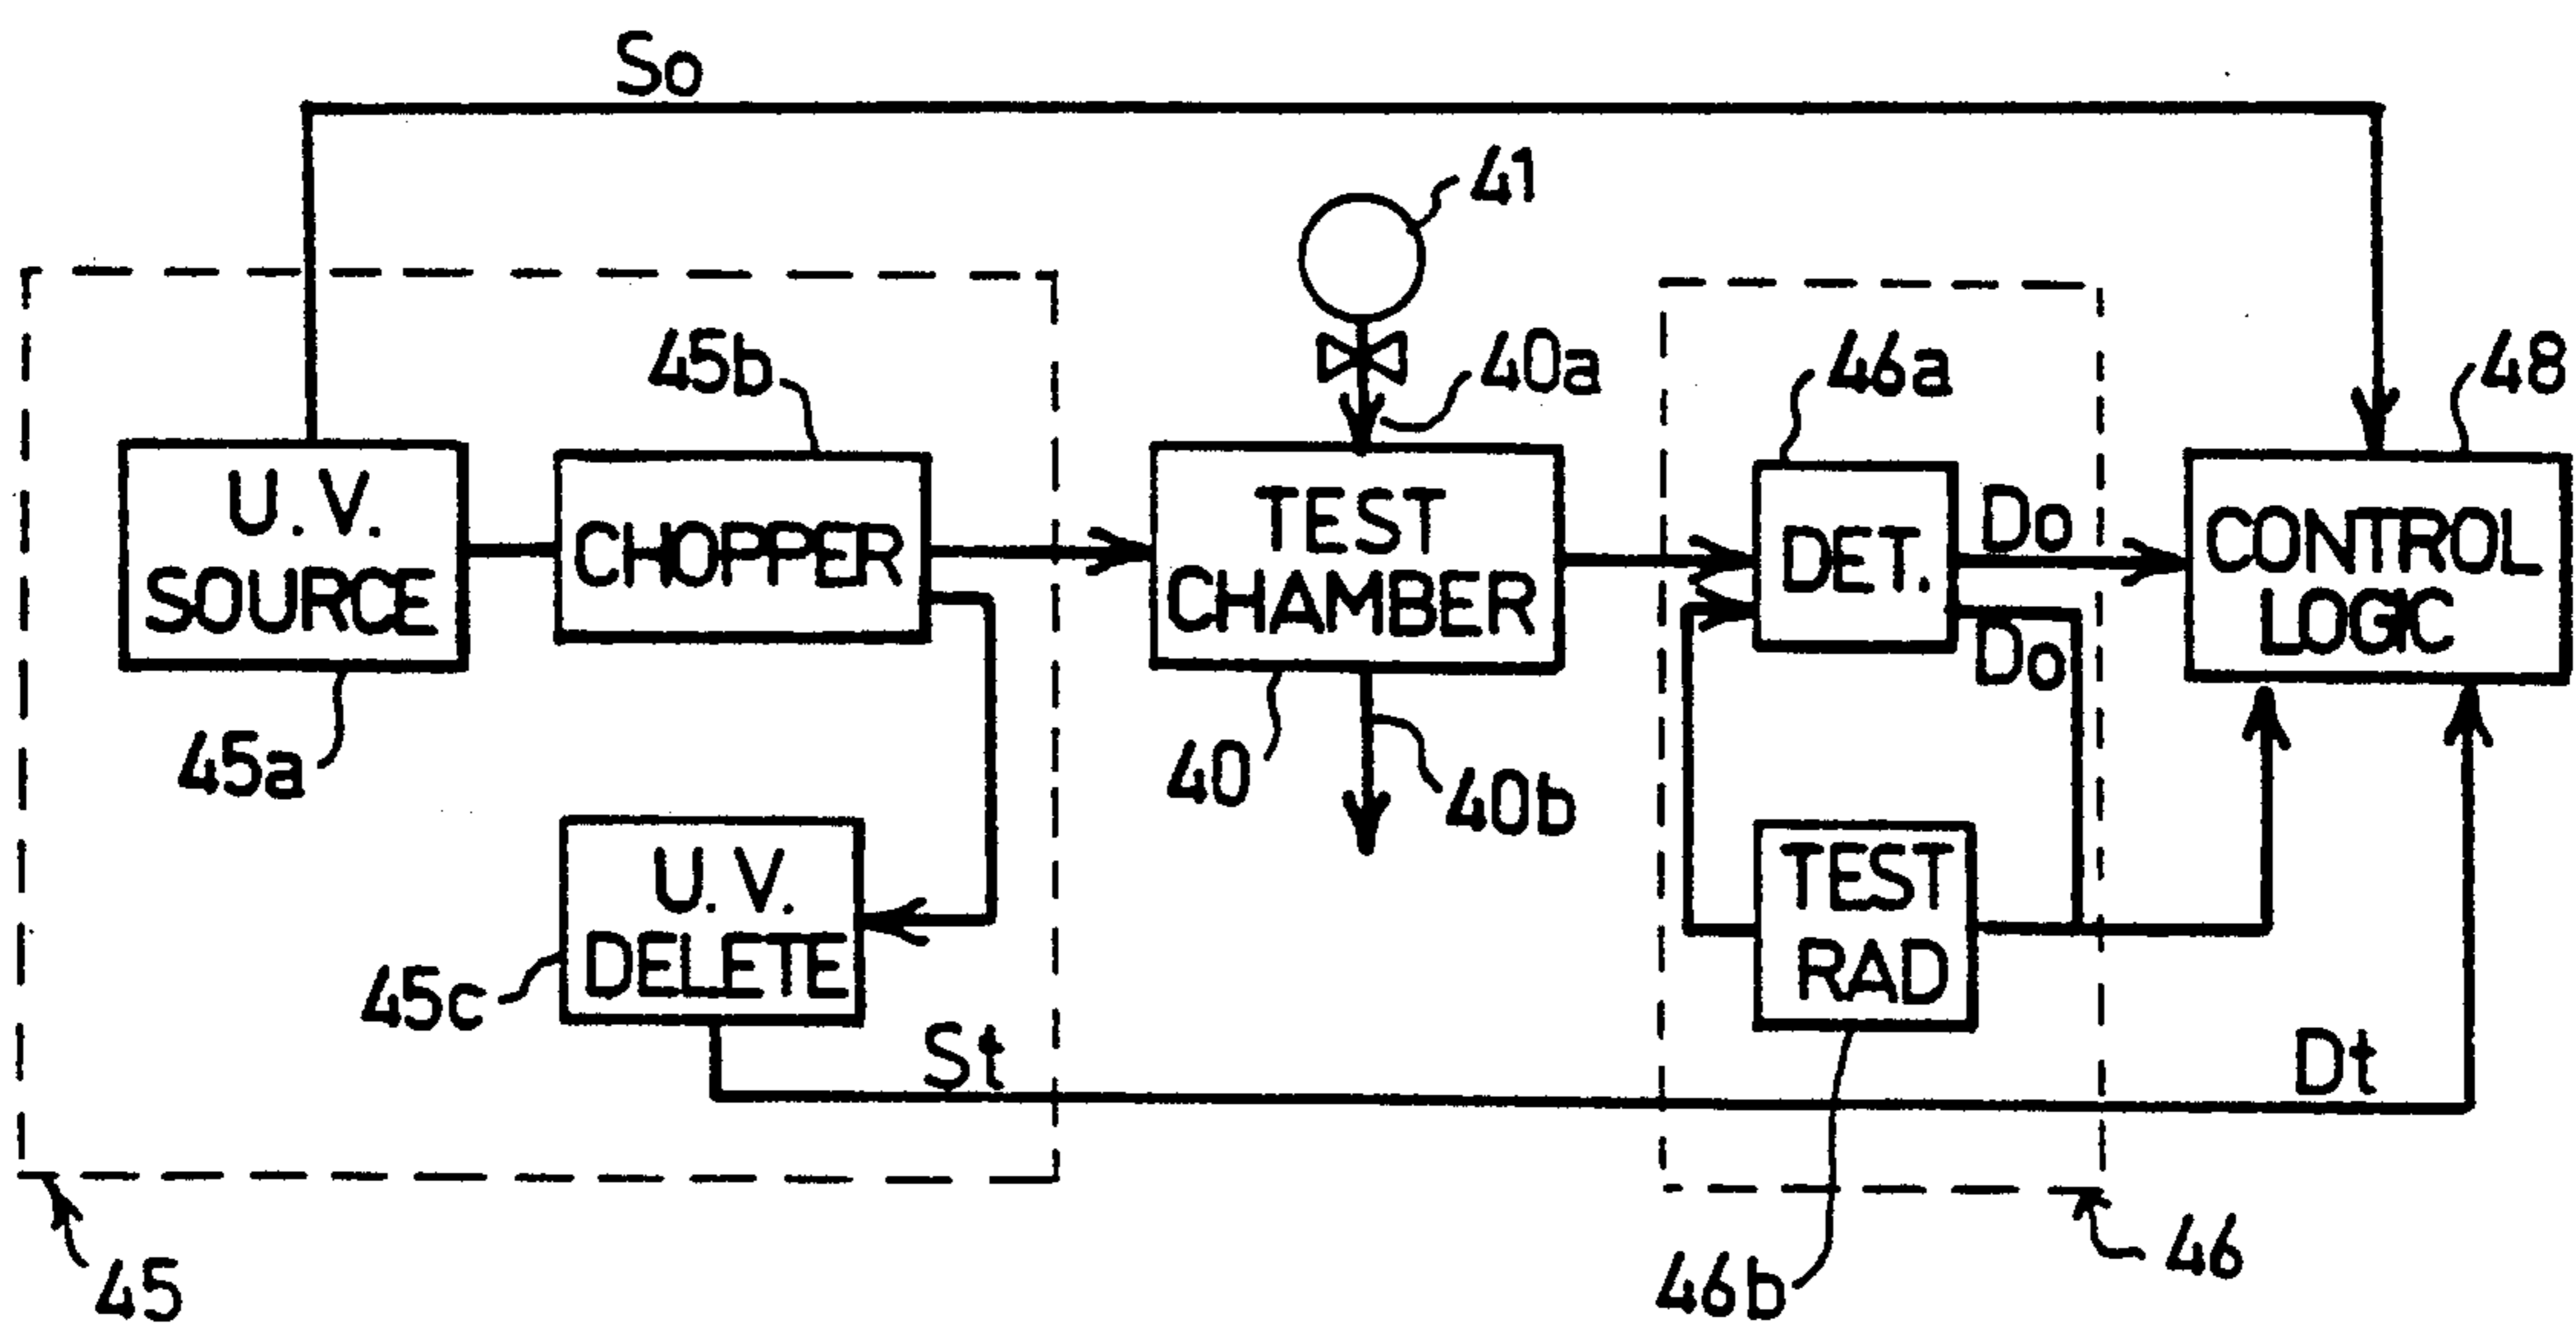 So
41
45b
40a
46a
48
U. V.
SOURCE
CHOPPER
TEST
CHAMBER
DET.
Do
Do
CONTROL
LOGIC
45a
40
40b
U. V.
DELETE
45c
TEST
RAD
St
Dt
45
46b
46